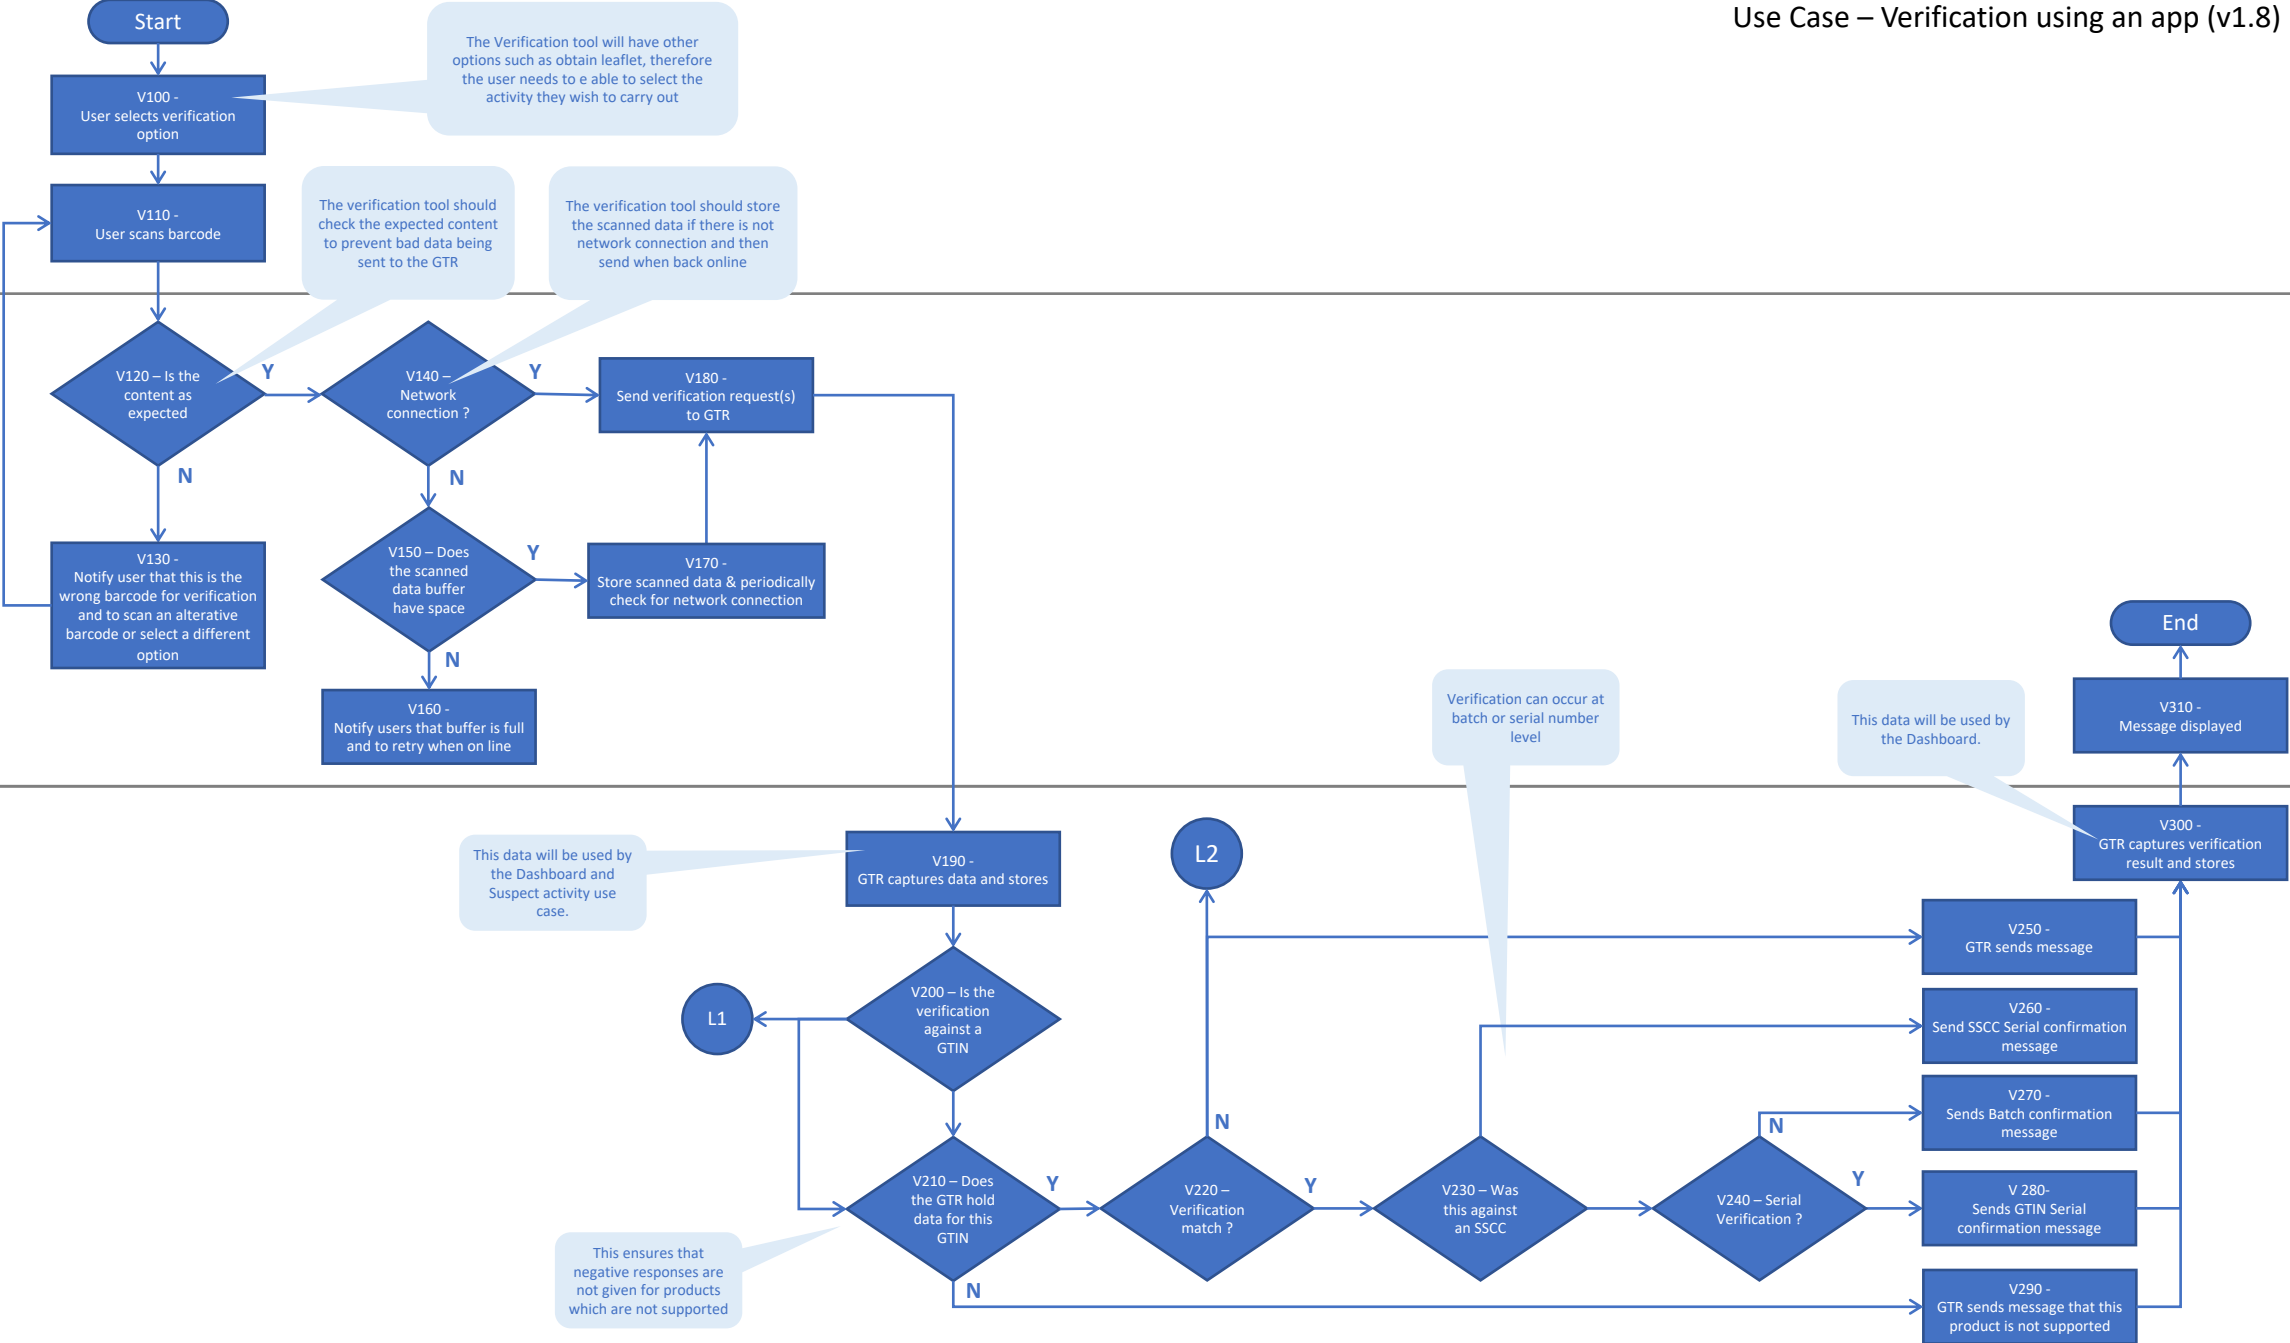 Use Case – Verification using an app (v1.8)
Start
The Verification tool will have other
options such as obtain leaflet, therefore
the user needs to e able to select the
activity they wish to carry out
V100 -
User selects verification
option
V110 -
User scans barcode
The verification tool should
check the expected content
to prevent bad data being
sent to the GTR
The verification tool should store
the scanned data if there is not
network connection and then
send when back online
V120 – Is the
content as
expected
Y
V140 –
Network
connection ?
Y
V180 -
Send verification request(s)
to GTR
N
N
V130 -
Notify user that this is the
wrong barcode for verification
and to scan an alterative
barcode or select a different
option
V150 – Does
the scanned
data buffer
have space
Y
V170 -
Store scanned data & periodically
check for network connection
N
V160 -
Notify users that buffer is full
and to retry when on line
End
V310 -
Message displayed
Verification can occur at
batch or serial number
level
This data will be used by
the Dashboard.
V300 -
GTR captures verification
result and stores
This data will be used by
the Dashboard and
Suspect activity use
case.
V190 -
GTR captures data and stores
L2
V250 -
GTR sends message
L1
V200 – Is the
verification
against a
GTIN
V260 -
Send SSCC Serial confirmation
message
V270 -
Sends Batch confirmation
message
N
N
V210 – Does
the GTR hold
data for this
GTIN
Y
V220 –
Verification
match ?
Y
V230 – Was
this against
an SSCC
V240 – Serial
Verification ?
Y
V 280-
Sends GTIN Serial
confirmation message
This ensures that
negative responses are
not given for products
which are not supported
N
V290 -
GTR sends message that this
product is not supported